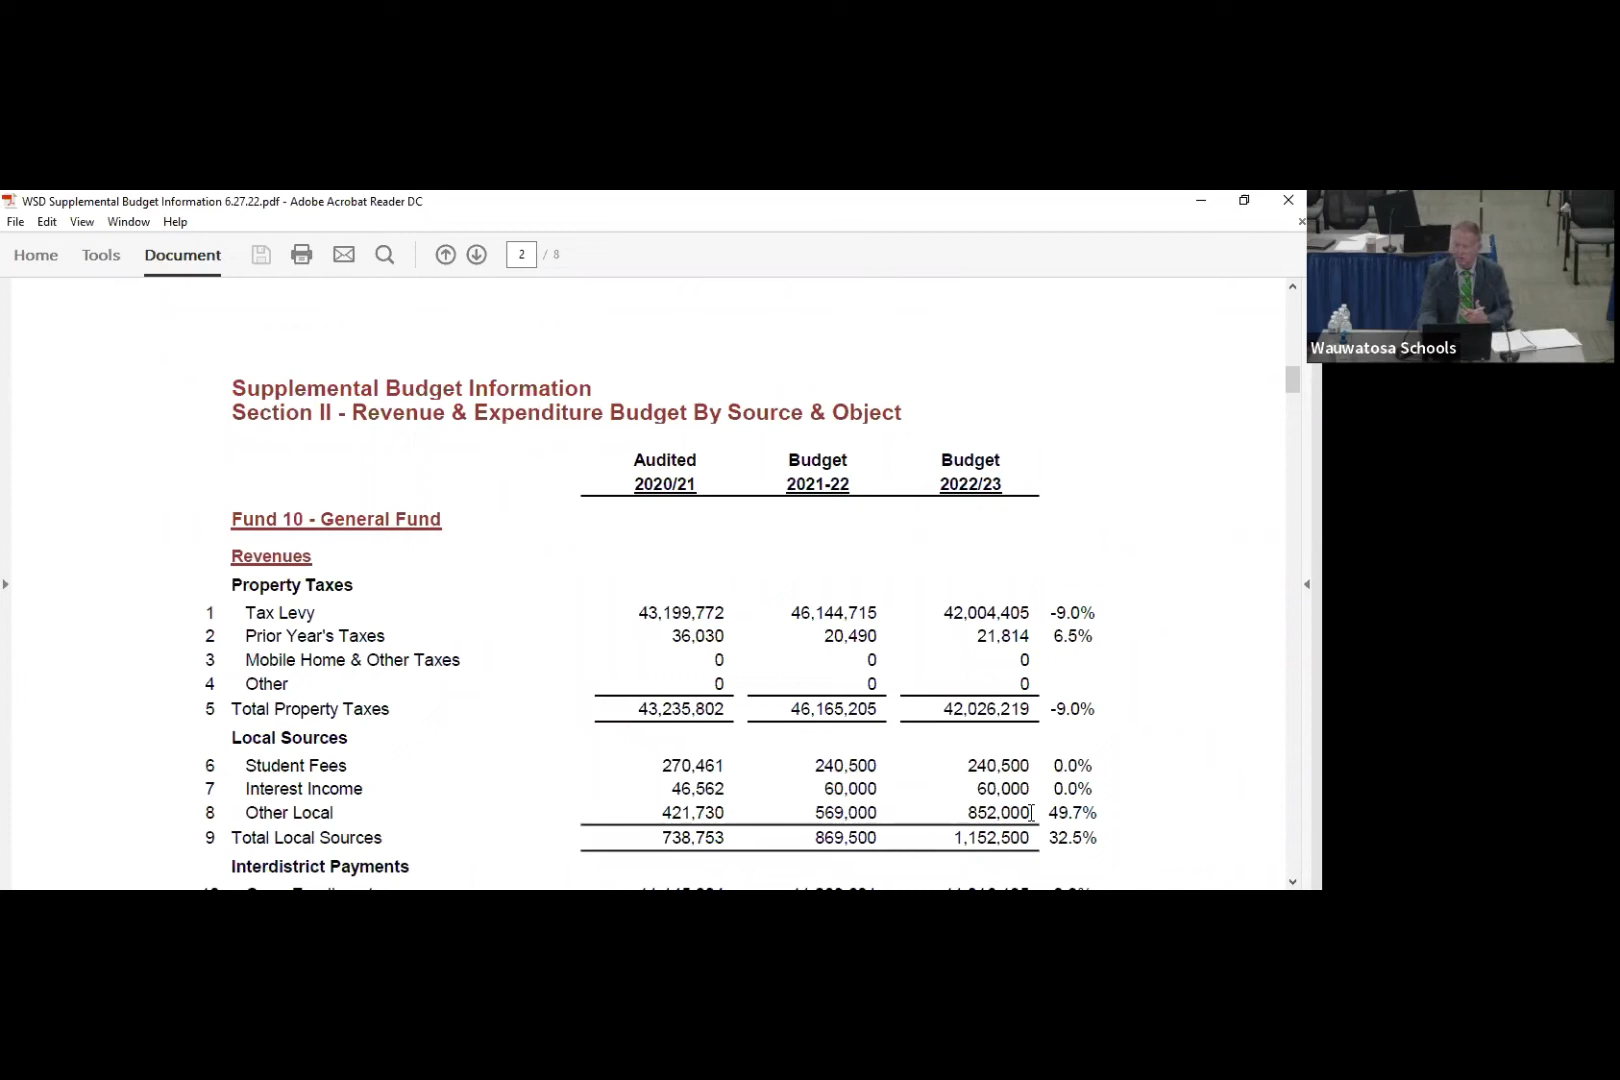 WSD Supplemental Budget Information 6.27.22.pdf - Adobe Acrobat Reader DC
File Edit View Window Help
Home Tools Document 2 / 8
Wauwatosa Schools
Supplemental Budget Information
Section II - Revenue & Expenditure Budget By Source & Object
Audited Budget Budget
2020/21 2021-22 2022/23
Fund 10 - General Fund
Revenues
Property Taxes
1 Tax Levy 43,199,772 46,144,715 42,004,405 -9.0%
2 Prior Year's Taxes 36,030 20,490 21,814 6.5%
3 Mobile Home & Other Taxes 0 0 0
4 Other 0 0 0
5 Total Property Taxes 43,235,802 46,165,205 42,026,219 -9.0%
Local Sources
6 Student Fees 270,461 240,500 240,500 0.0%
7 Interest Income 46,562 60,000 60,000 0.0%
8 Other Local 421,730 569,000 852,000 49.7%
9 Total Local Sources 738,753 869,500 1,152,500 32.5%
Interdistrict Payments